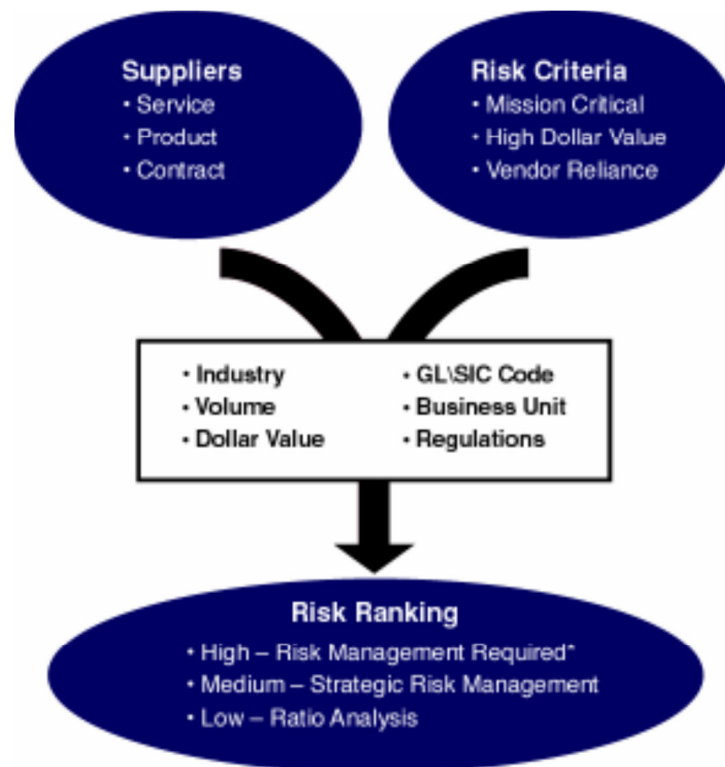 Suppliers
• Service
• Product
• Contract
Risk Criteria
• Mission Critical
• High Dollar Value
• Vendor Reliance
• Industry
• Volume
• Dollar Value
• GL\SIC Code
• Business Unit
• Regulations
Risk Ranking
• High – Risk Management Required*
• Medium – Strategic Risk Management
• Low – Ratio Analysis